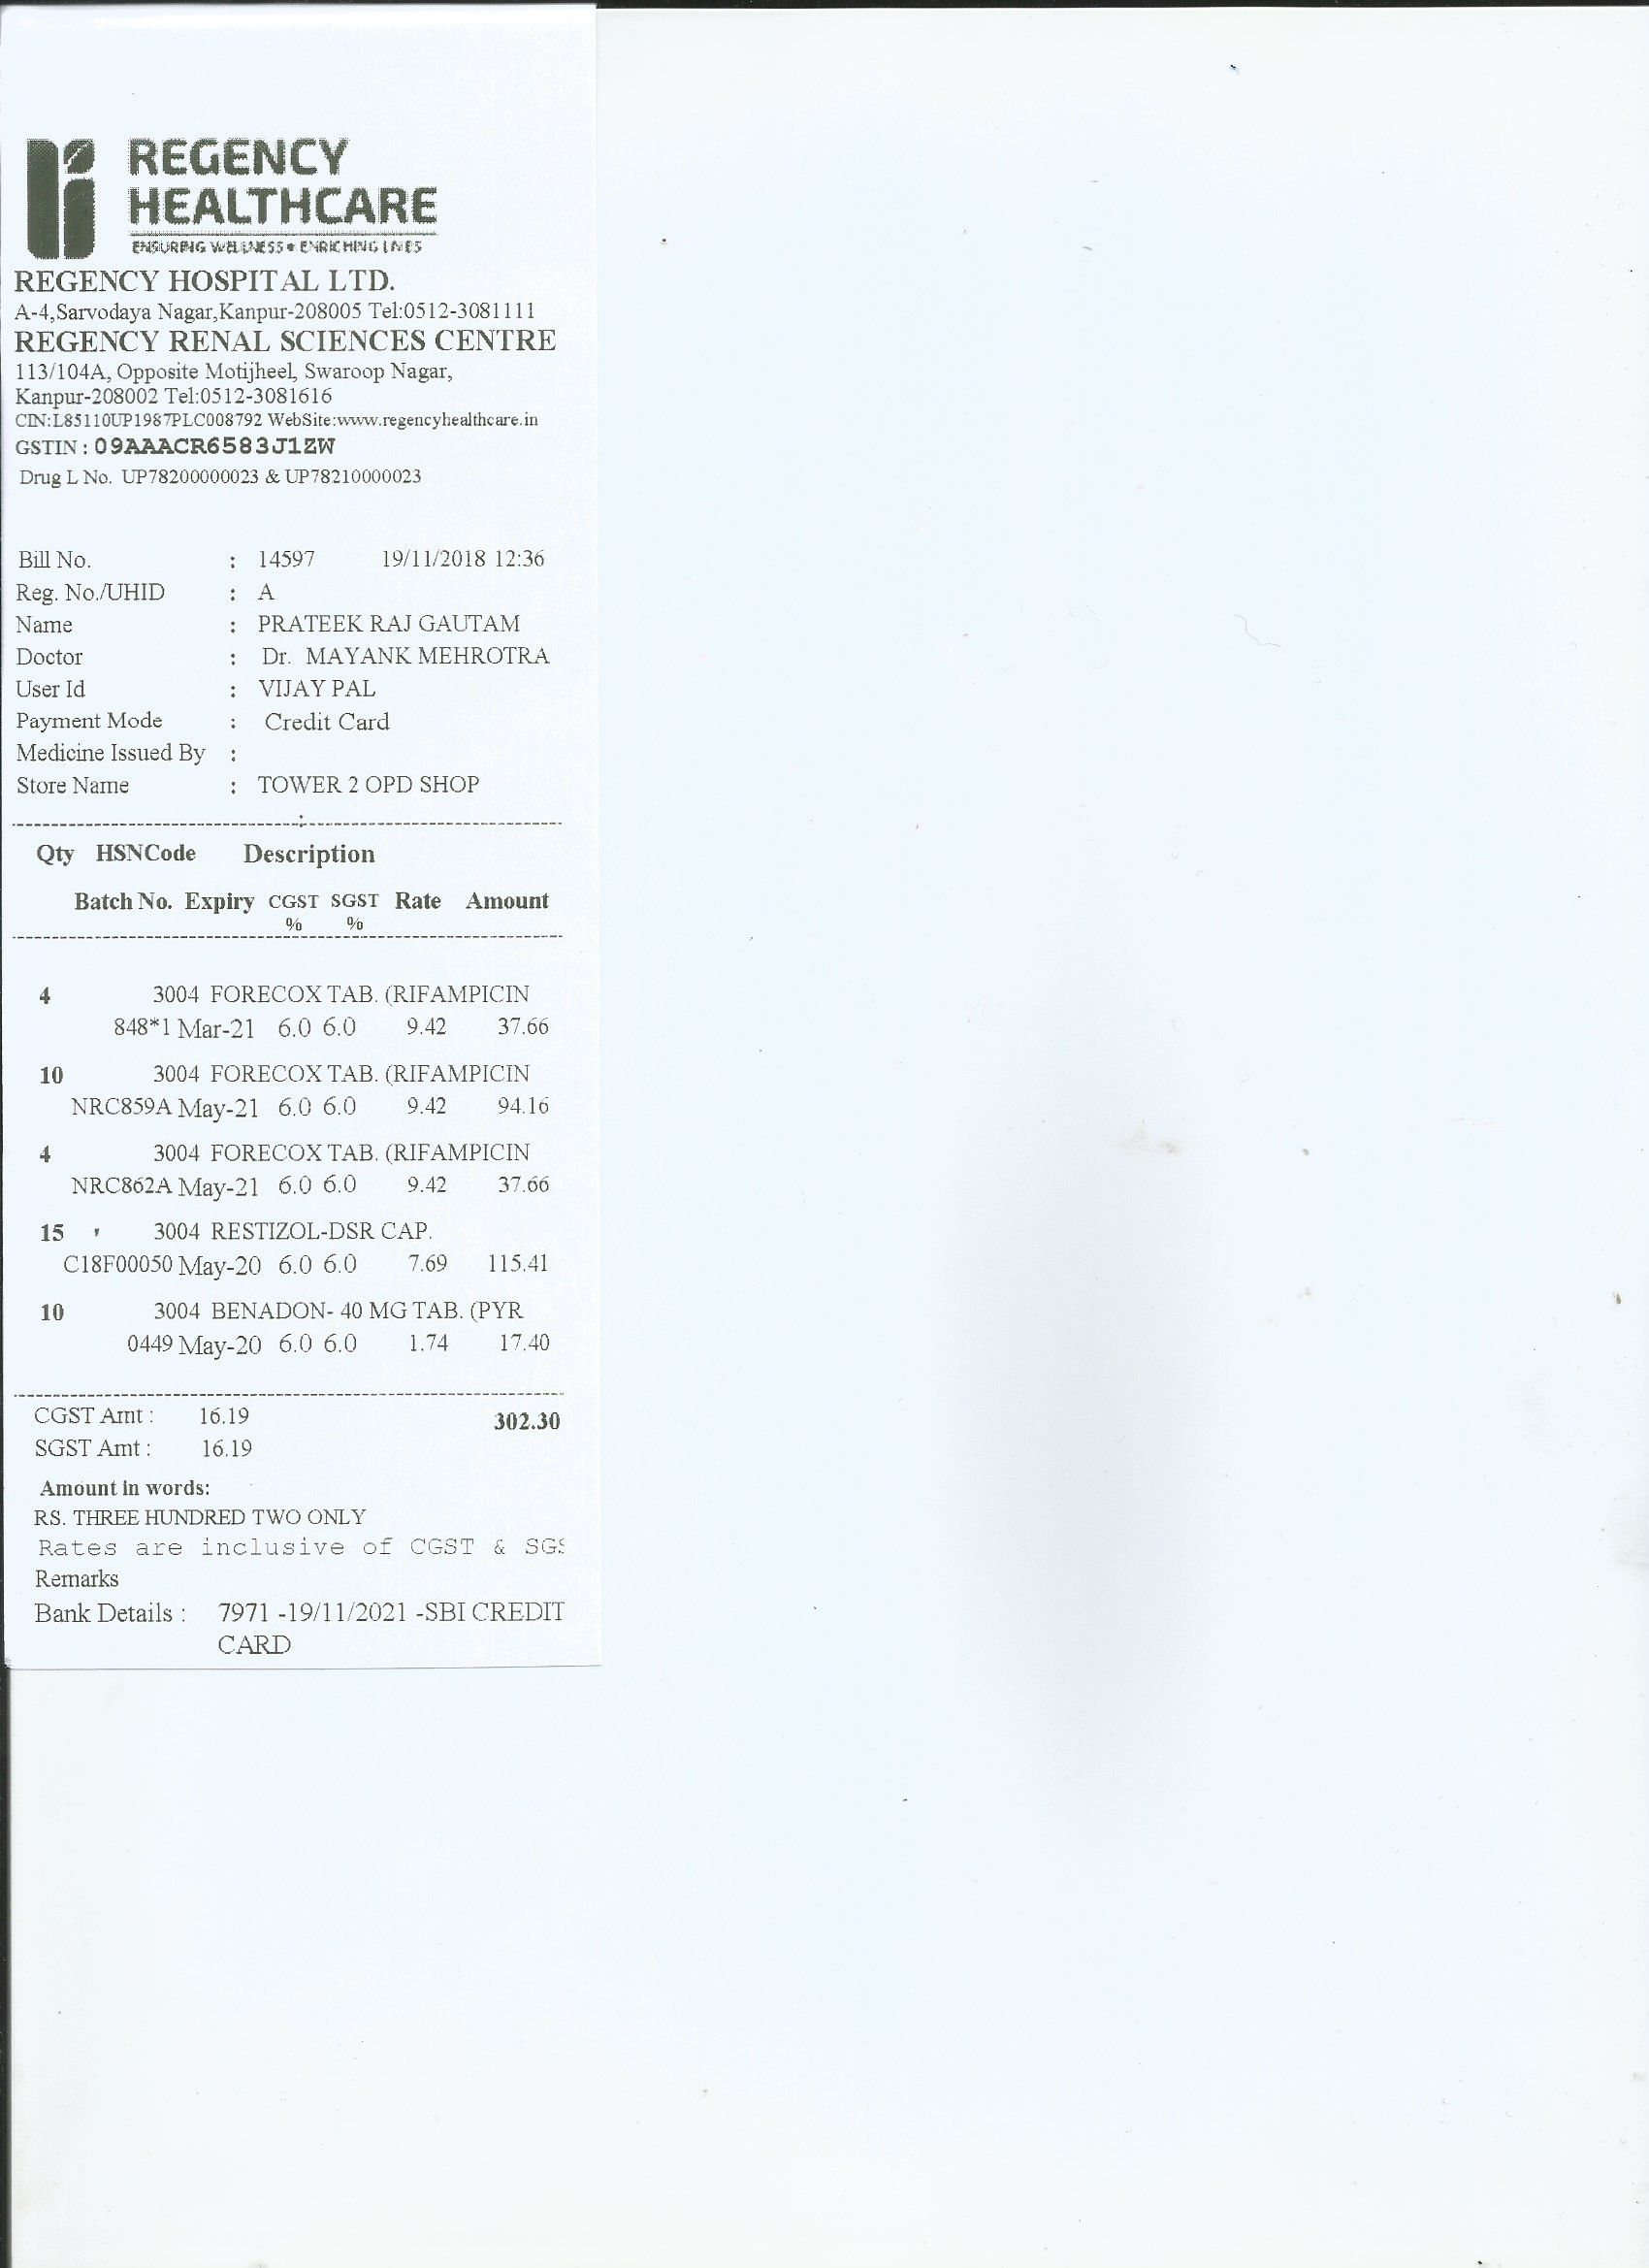 REGENCY
HEALTHCARE
ENSURING WELLNESS • ENRICHING LIVES
REGENCY HOSPITAL LTD.
A-4,Sarvodaya Nagar,Kanpur-208005 Tel:0512-3081111
REGENCY RENAL SCIENCES CENTRE
113/104A, Opposite Motijheel, Swaroop Nagar,
Kanpur-208002 Tel:0512-3081616
CIN:L85110UP1987PLC008792 WebSite:www.regencyhealthcare.in
GSTIN : 09AAACR6583J1ZW
Drug L No. UP78200000023 & UP78210000023
Bill No. : 14597 19/11/2018 12:36
Reg. No./UHID : A
Name : PRATEEK RAJ GAUTAM
Doctor : Dr. MAYANK MEHROTRA
User Id : VIJAY PAL
Payment Mode : Credit Card
Medicine Issued By :
Store Name : TOWER 2 OPD SHOP
Qty HSNCode Description
Batch No. Expiry CGST SGST Rate Amount
% %
4 3004 FORECOX TAB. (RIFAMPICIN
848*1 Mar-21 6.0 6.0 9.42 37.66
10 3004 FORECOX TAB. (RIFAMPICIN
NRC859A May-21 6.0 6.0 9.42 94.16
4 3004 FORECOX TAB. (RIFAMPICIN
NRC862A May-21 6.0 6.0 9.42 37.66
15 3004 RESTIZOL-DSR CAP.
C18F00050 May-20 6.0 6.0 7.69 115.41
10 3004 BENADON- 40 MG TAB. (PYR
0449 May-20 6.0 6.0 1.74 17.40
CGST Amt : 16.19 302.30
SGST Amt : 16.19
Amount in words:
RS. THREE HUNDRED TWO ONLY
Rates are inclusive of CGST & SGS
Remarks
Bank Details : 7971 -19/11/2021 -SBI CREDIT
CARD